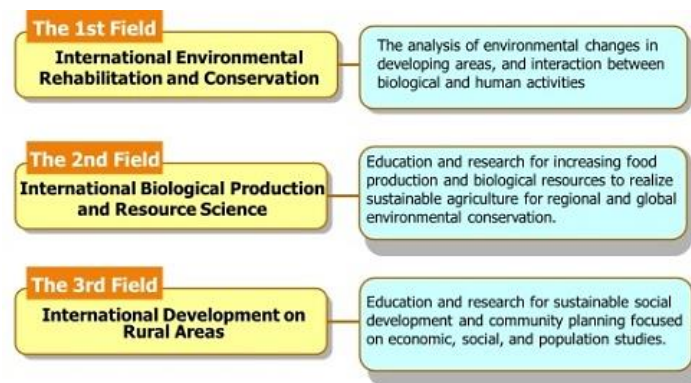 The 1st Field
International Environmental
Rehabilitation and Conservation
The analysis of environmental changes in
developing areas, and interaction between
biological and human activities
The 2nd Field
International Biological Production
and Resource Science
Education and research for increasing food
production and biological resources to realize
sustainable agriculture for regional and global
environmental conservation.
The 3rd Field
International Development on
Rural Areas
Education and research for sustainable social
development and community planning focused
on economic, social, and population studies.